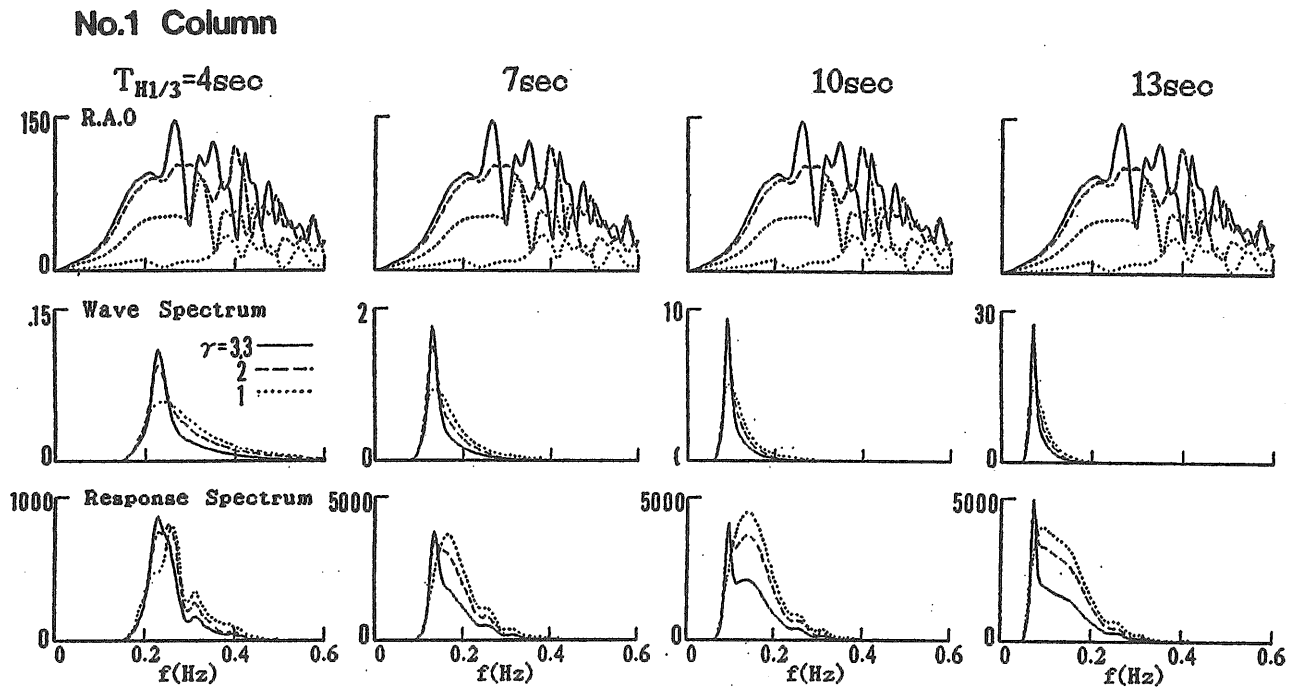 No.1 Column
T_{H1/3}=4sec 7sec 10sec 13sec
150 R.A.O
0
.15 Wave Spectrum 2 10 30
γ=3,3
2
1
0 0 0
1000 Response Spectrum 5000 5000 5000
0 0 0 0
0 0.2 0.4 0.6 0 0.2 0.4 0.6 0 0.2 0.4 0.6 0 0.2 0.4 0.6
f(Hz) f(Hz) f(Hz) f(Hz)